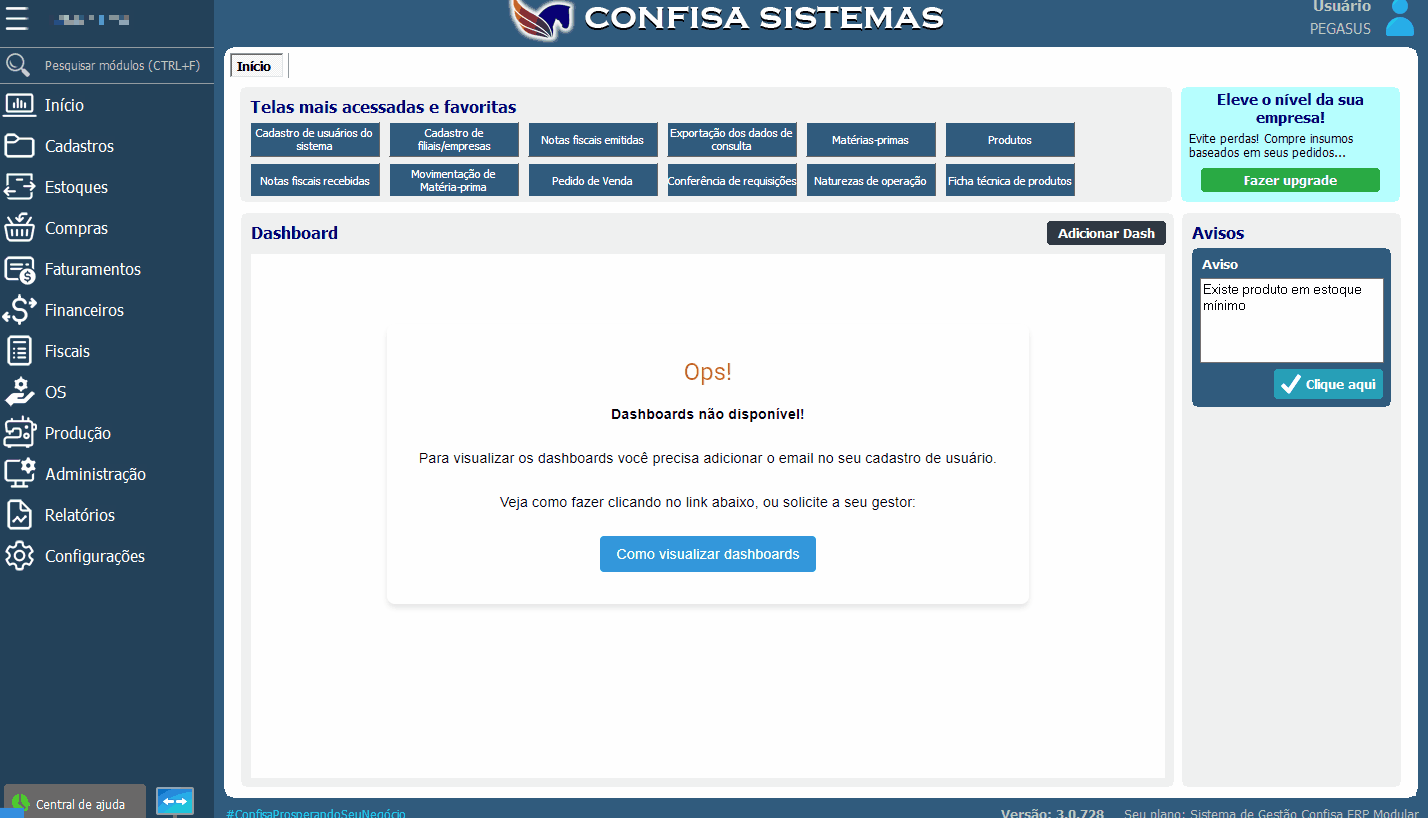 CONFISA SISTEMAS
Usuário
PEGASUS
Pesquisar módulos (CTRL+F)
Início
Cadastros
Estoques
Compras
Faturamentos
Financeiros
Fiscais
OS
Produção
Administração
Relatórios
Configurações
Central de ajuda
Início
Telas mais acessadas e favoritas
Cadastro de usuários do
sistema
Cadastro de
filiais/empresas
Notas fiscais emitidas
Exportação dos dados de
consulta
Matérias-primas
Produtos
Notas fiscais recebidas
Movimentação de
Matéria-prima
Pedido de Venda
Conferência de requisições
Naturezas de operação
Ficha técnica de produtos
Eleve o nível da sua
empresa!
Evite perdas! Compre insumos
baseados em seus pedidos...
Fazer upgrade
Dashboard
Adicionar Dash
Ops!
Dashboards não disponível!
Para visualizar os dashboards você precisa adicionar o email no seu cadastro de usuário.
Veja como fazer clicando no link abaixo, ou solicite a seu gestor:
Como visualizar dashboards
Avisos
Aviso
Existe produto em estoque
mínimo
Clique aqui
#ConfisaProsperandoSeuNegócio
Versão: 3.0.728
Seu plano: Sistema de Gestão Confisa ERP Modular